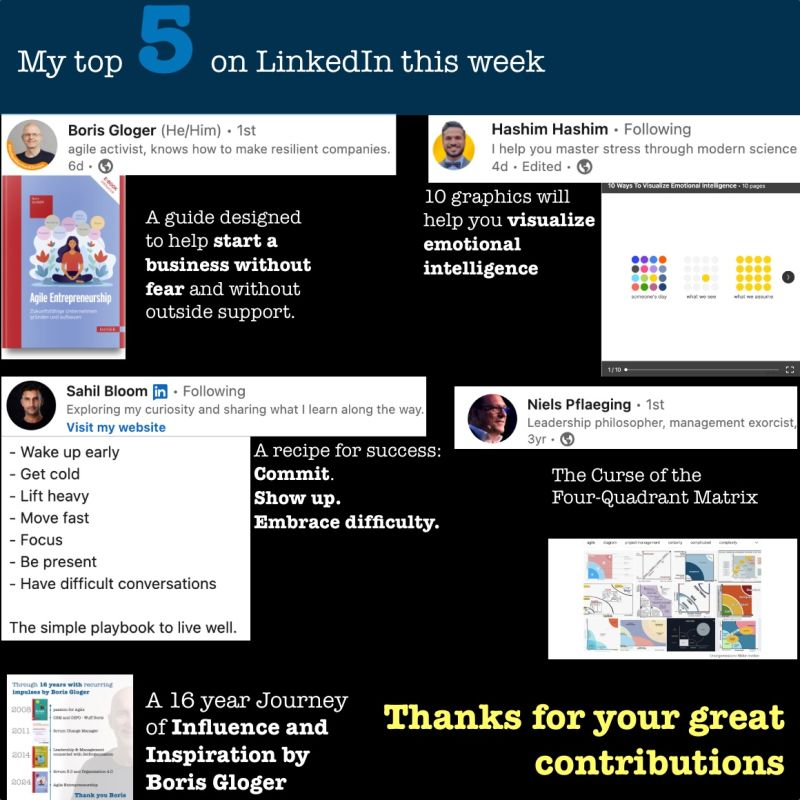 My top 5 on LinkedIn this week
Boris Gloger (He/Him) • 1st
agile activist, knows how to make resilient companies.
6d •
Hashim Hashim • Following
I help you master stress through modern science
4d • Edited •
Agile Entrepreneurship
Zukunftsfähige Unternehmen
gründen und aufbauen
HANSER
A guide designed
to help start a
business without
fear and without
outside support.
10 graphics will
help you visualize
emotional
intelligence
10 Ways To Visualize Emotional Intelligence • 10 pages
someone's day
what we see
what we assume
1 / 10
Sahil Bloom in • Following
Exploring my curiosity and sharing what I learn along the way.
Visit my website
- Wake up early
- Get cold
- Lift heavy
- Move fast
- Focus
- Be present
- Have difficult conversations
The simple playbook to live well.
A recipe for success:
Commit.
Show up.
Embrace difficulty.
Niels Pflaeging • 1st
Leadership philosopher, management exorcist,
3yr •
The Curse of the
Four-Quadrant Matrix
agile diagram project management certainty complicated complexity
Through 16 years with recurring
impulses by Boris Gloger
2008
passion for Agile
CSM and CSPO - Wulf Berts
2011
Scrum Change Manager
2014
Leadership & Management
2024
Agile Entrepreneurship
Thank you Boris
A 16 year Journey
of Influence and
Inspiration by
Boris Gloger
Thanks for your great
contributions